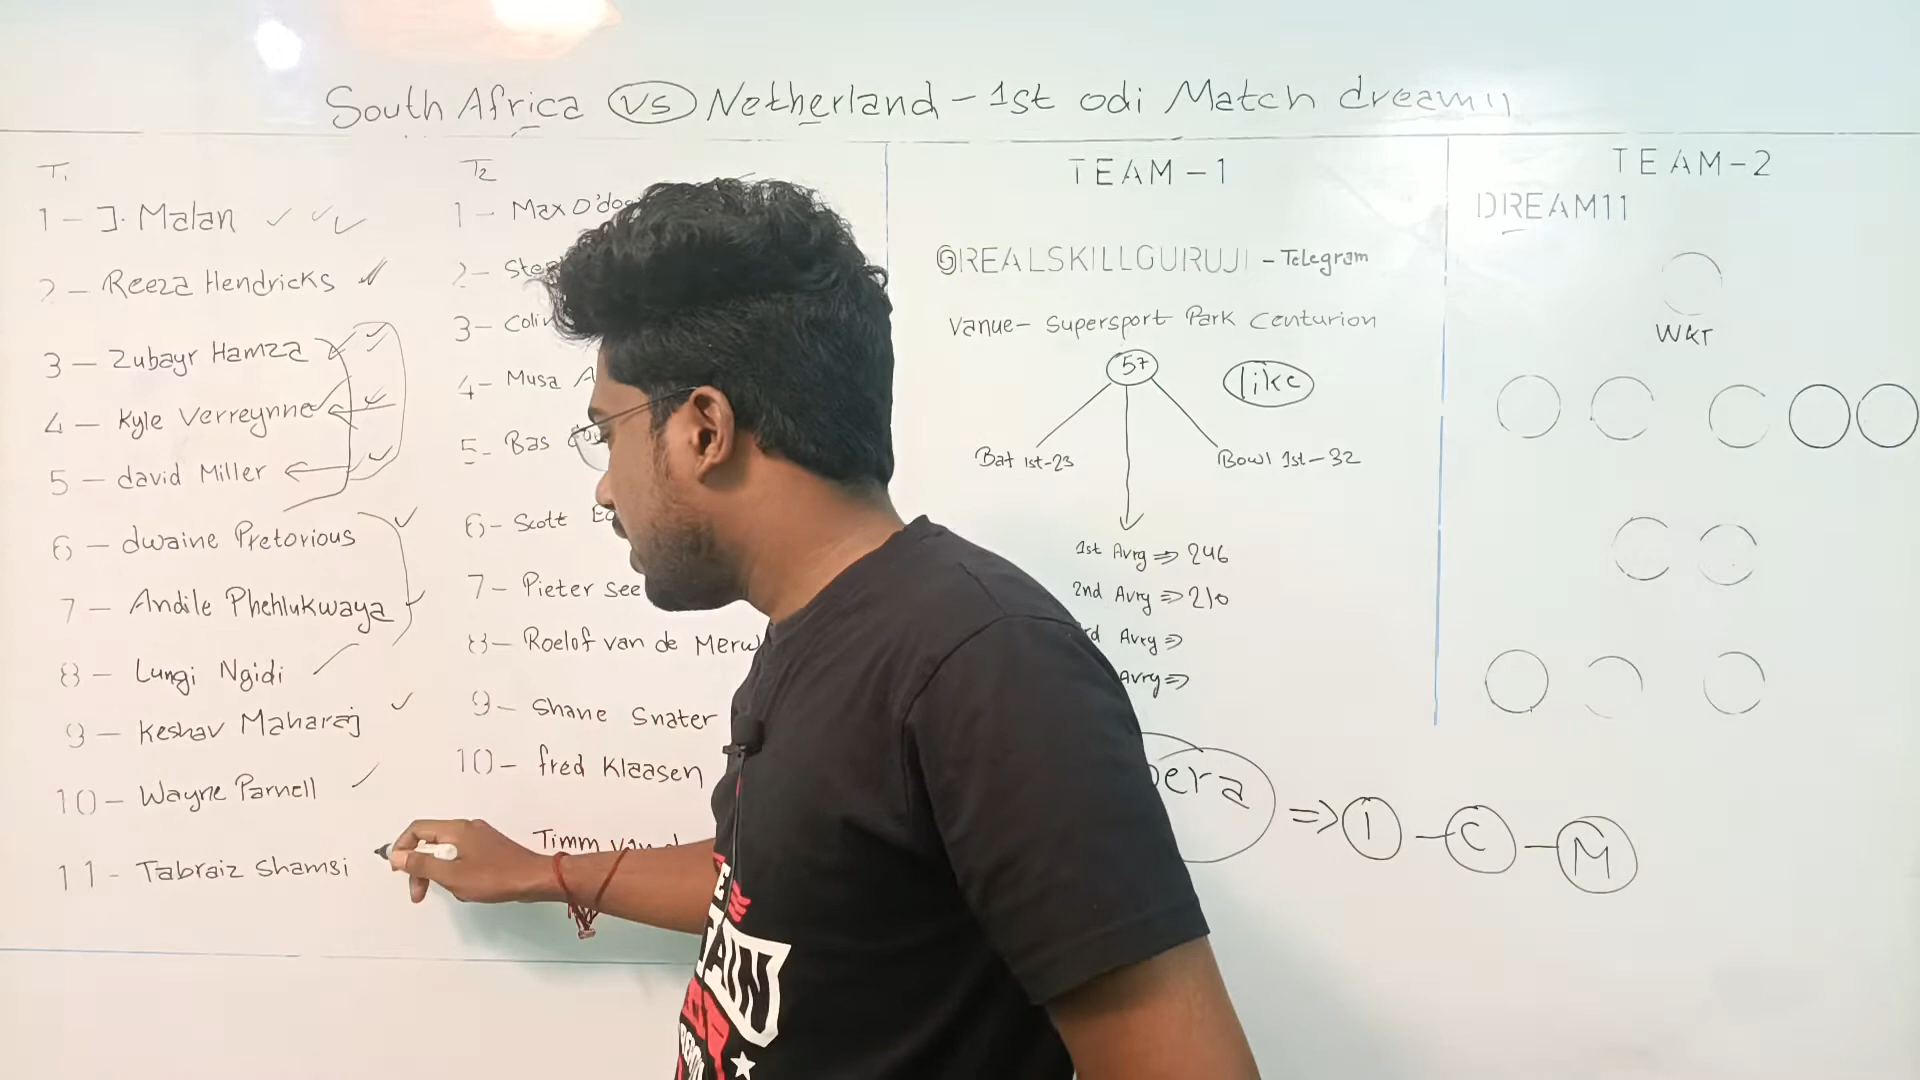 South Africa vs Netherland - 1st odi Match dream11
T1
1 - J. Malan
2 - Reeza Hendricks
3 - Zubayr Hamza
4 - Kyle Verreynne
5 - david Miller
6 - dwaine Pretorious
7 - Andile Phehlukwaya
8 - Lungi Ngidi
9 - Keshav Maharaj
10 - Wayne Parnell
11 - Tabraiz Shamsi
T2
1 - Max O'do
2 - Ste
3 - Coli
4 - Musa A
5 - Bas
6 - Scott Ed
7 - Pieter see
8 - Roelof van de Merw
9 - Shane Snater
10 - fred Klaasen
Timm van d
TEAM-1
@REALSKILLGURUJI - Telegram
Vanue - Supersport Park Centurion
57
like
Bat 1st-23
Bowl 1st-32
1st Avrg => 246
2nd Avrg => 210
rd Avrg =>
Avrg =>
pera => 1 - C - M
TEAM-2
DREAM11
WKT